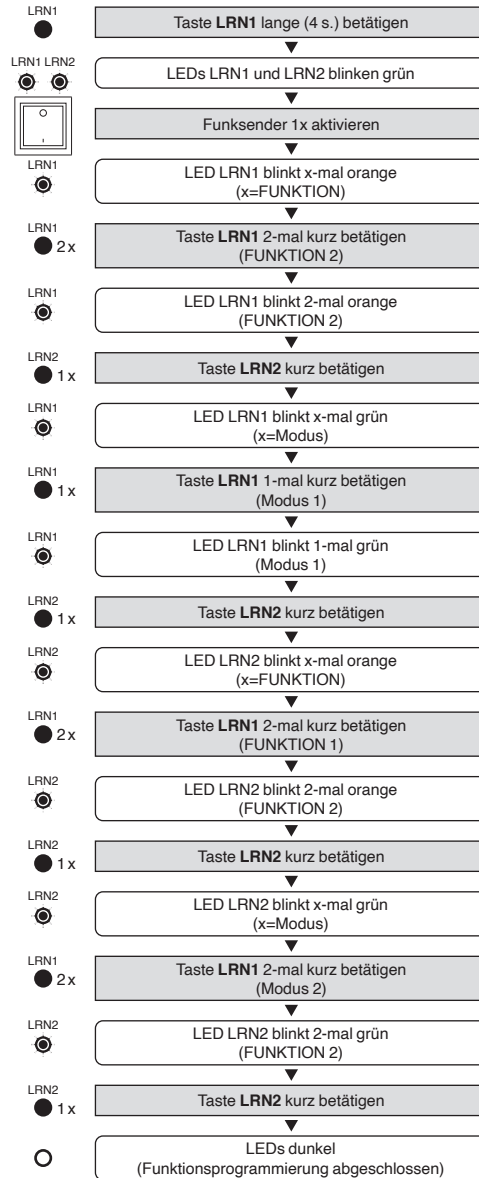 LRN1
Taste LRN1 lange (4 s.) betätigen
LRN1 LRN2
LEDs LRN1 und LRN2 blinken grün
Funksender 1x aktivieren
LRN1
LED LRN1 blinkt x-mal orange
(x=FUNKTION)
LRN1
2 x
Taste LRN1 2-mal kurz betätigen
(FUNKTION 2)
LRN1
LED LRN1 blinkt 2-mal orange
(FUNKTION 2)
LRN2
1 x
Taste LRN2 kurz betätigen
LRN1
LED LRN1 blinkt x-mal grün
(x=Modus)
LRN1
1 x
Taste LRN1 1-mal kurz betätigen
(Modus 1)
LRN1
LED LRN1 blinkt 1-mal grün
(Modus 1)
LRN2
1 x
Taste LRN2 kurz betätigen
LRN2
LED LRN2 blinkt x-mal orange
(x=FUNKTION)
LRN1
2 x
Taste LRN1 2-mal kurz betätigen
(FUNKTION 1)
LRN2
LED LRN2 blinkt 2-mal orange
(FUNKTION 2)
LRN2
1 x
Taste LRN2 kurz betätigen
LRN2
LED LRN2 blinkt x-mal grün
(x=Modus)
LRN1
2 x
Taste LRN1 2-mal kurz betätigen
(Modus 2)
LRN2
LED LRN2 blinkt 2-mal grün
(FUNKTION 2)
LRN2
1 x
Taste LRN2 kurz betätigen
LEDs dunkel
(Funktionsprogrammierung abgeschlossen)